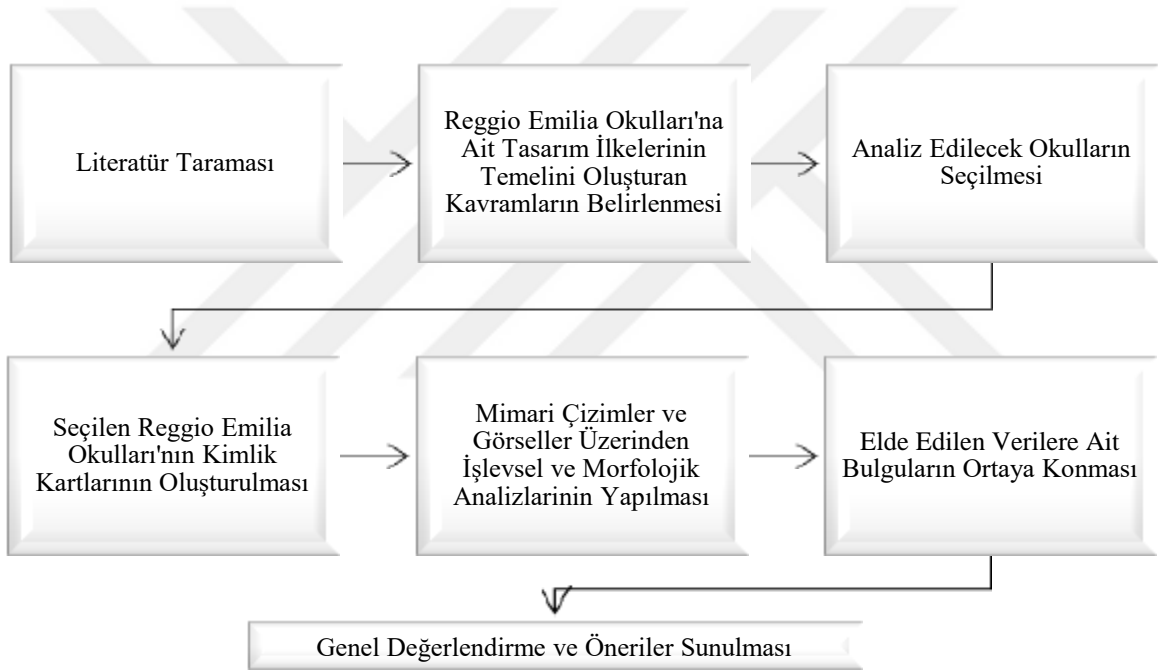 Literatür Taraması
Reggio Emilia Okulları'na
Ait Tasarım İlkelerinin
Temelini Oluşturan
Kavramların Belirlenmesi
Analiz Edilecek Okulların
Seçilmesi
Seçilen Reggio Emilia
Okulları'nın Kimlik
Kartlarının Oluşturulması
Mimari Çizimler ve
Görseller Üzerinden
İşlevsel ve Morfolojik
Analizlarinin Yapılması
Elde Edilen Verilere Ait
Bulguların Ortaya Konması
Genel Değerlendirme ve Öneriler Sunulması